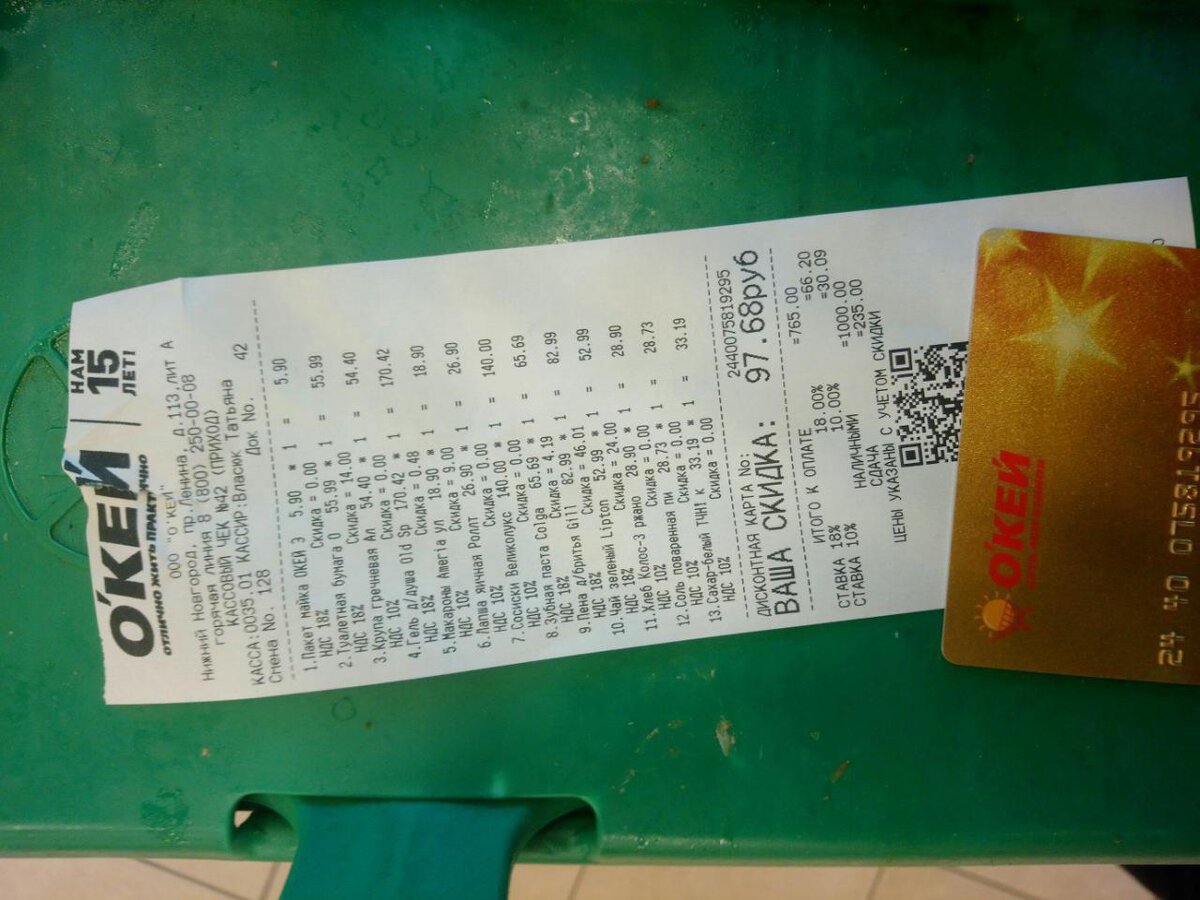 О'КЕЙ
НАМ
15
ЛЕТ!
ОТЛИЧНО ЖИТЬ ПРАКТИЧНО
ООО "О'КЕЙ"
Нижний Новгород, пр.Ленина, д.113,лит А
горячая линия 8 (800) 250-00-08
КАССОВЫЙ ЧЕК №42 (ПРИХОД)
КАССА:0035.01 КАССИР:Власюк Татьяна
Смена No. 128 Док No. 42
1.Пакет майка ОКЕЙ З 5.90 * 1 = 5.90
НДС 18% Скидка = 0.00
2.Туалетная бумага О 55.99 * 1 = 55.99
НДС 18% Скидка = 14.00
3.Крупа гречневая Ал 54.40 * 1 = 54.40
НДС 10% Скидка = 0.00
4.Гель д/душа Old Sp 170.42 * 1 = 170.42
НДС 18% Скидка = 0.48
5.Макароны Ameria ул 18.90 * 1 = 18.90
НДС 10% Скидка = 9.00
6.Лапша яичная Роллт 26.90 * 1 = 26.90
НДС 10% Скидка = 0.00
7.Сосиски Великолукс 140.00 * 1 = 140.00
НДС 10% Скидка = 0.00
8.Зубная паста Colga 65.69 * 1 = 65.69
НДС 18% Скидка = 4.19
9.Пена д/бритья Gill 82.99 * 1 = 82.99
НДС 18% Скидка = 46.01
10.Чай зеленый Lipton 52.99 * 1 = 52.99
НДС 18% Скидка = 24.00
11.Хлеб Колос-3 ржано 28.90 * 1 = 28.90
НДС 10% Скидка = 0.00
12.Соль поваренная пи 28.73 * 1 = 28.73
НДС 10% Скидка = 0.00
13.Сахар-белый ТЧН! К 33.19 * 1 = 33.19
НДС 10% Скидка = 0.00
ДИСКОНТНАЯ КАРТА No: 2440075819295
ВАША СКИДКА: 97.68руб
ИТОГО К ОПЛАТЕ =765.00
СТАВКА 18% 18.00% =66.20
СТАВКА 10% 10.00% =30.09
НАЛИЧНЫМИ =1000.00
СДАЧА =235.00
ЦЕНЫ УКАЗАНЫ С УЧЕТОМ СКИДКИ
О'КЕЙ
24 40 075819295